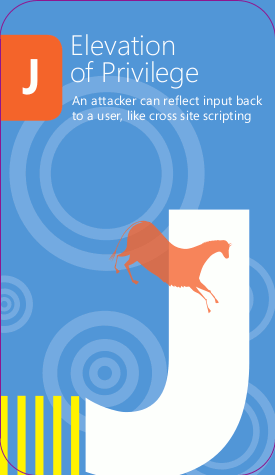 J
Elevation
of Privilege
An attacker can reflect input back
to a user, like cross site scripting
J